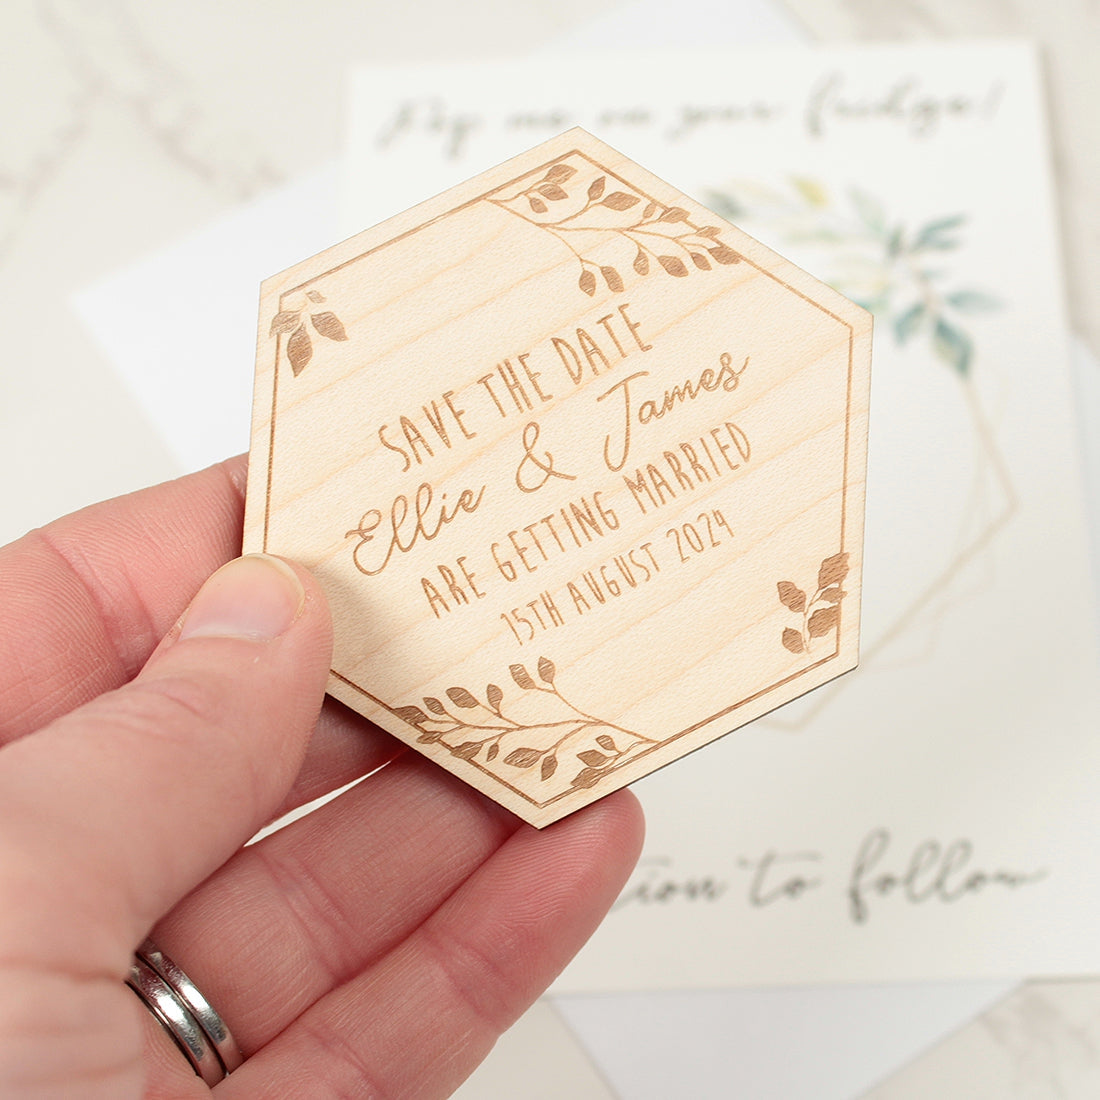 Pop me on your fridge!
SAVE THE DATE
Ellie & James
ARE GETTING MARRIED
15TH AUGUST 2024
to follow